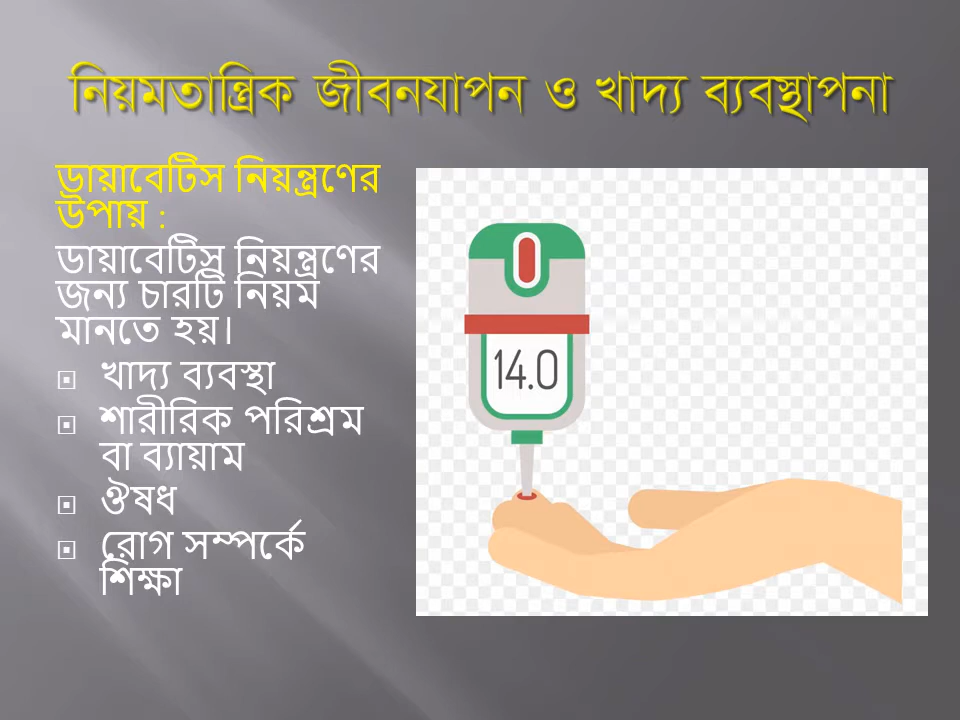 নিয়মতান্ত্রিক জীবনযাপন ও খাদ্য ব্যবস্থাপনা
ডায়াবেটিস নিয়ন্ত্রণের
উপায় :
ডায়াবেটিস নিয়ন্ত্রণের
জন্য চারটি নিয়ম
মানতে হয়।
খাদ্য ব্যবস্থা
শারীরিক পরিশ্রম
বা ব্যায়াম
ঔষধ
রোগ সম্পর্কে
শিক্ষা
14.0